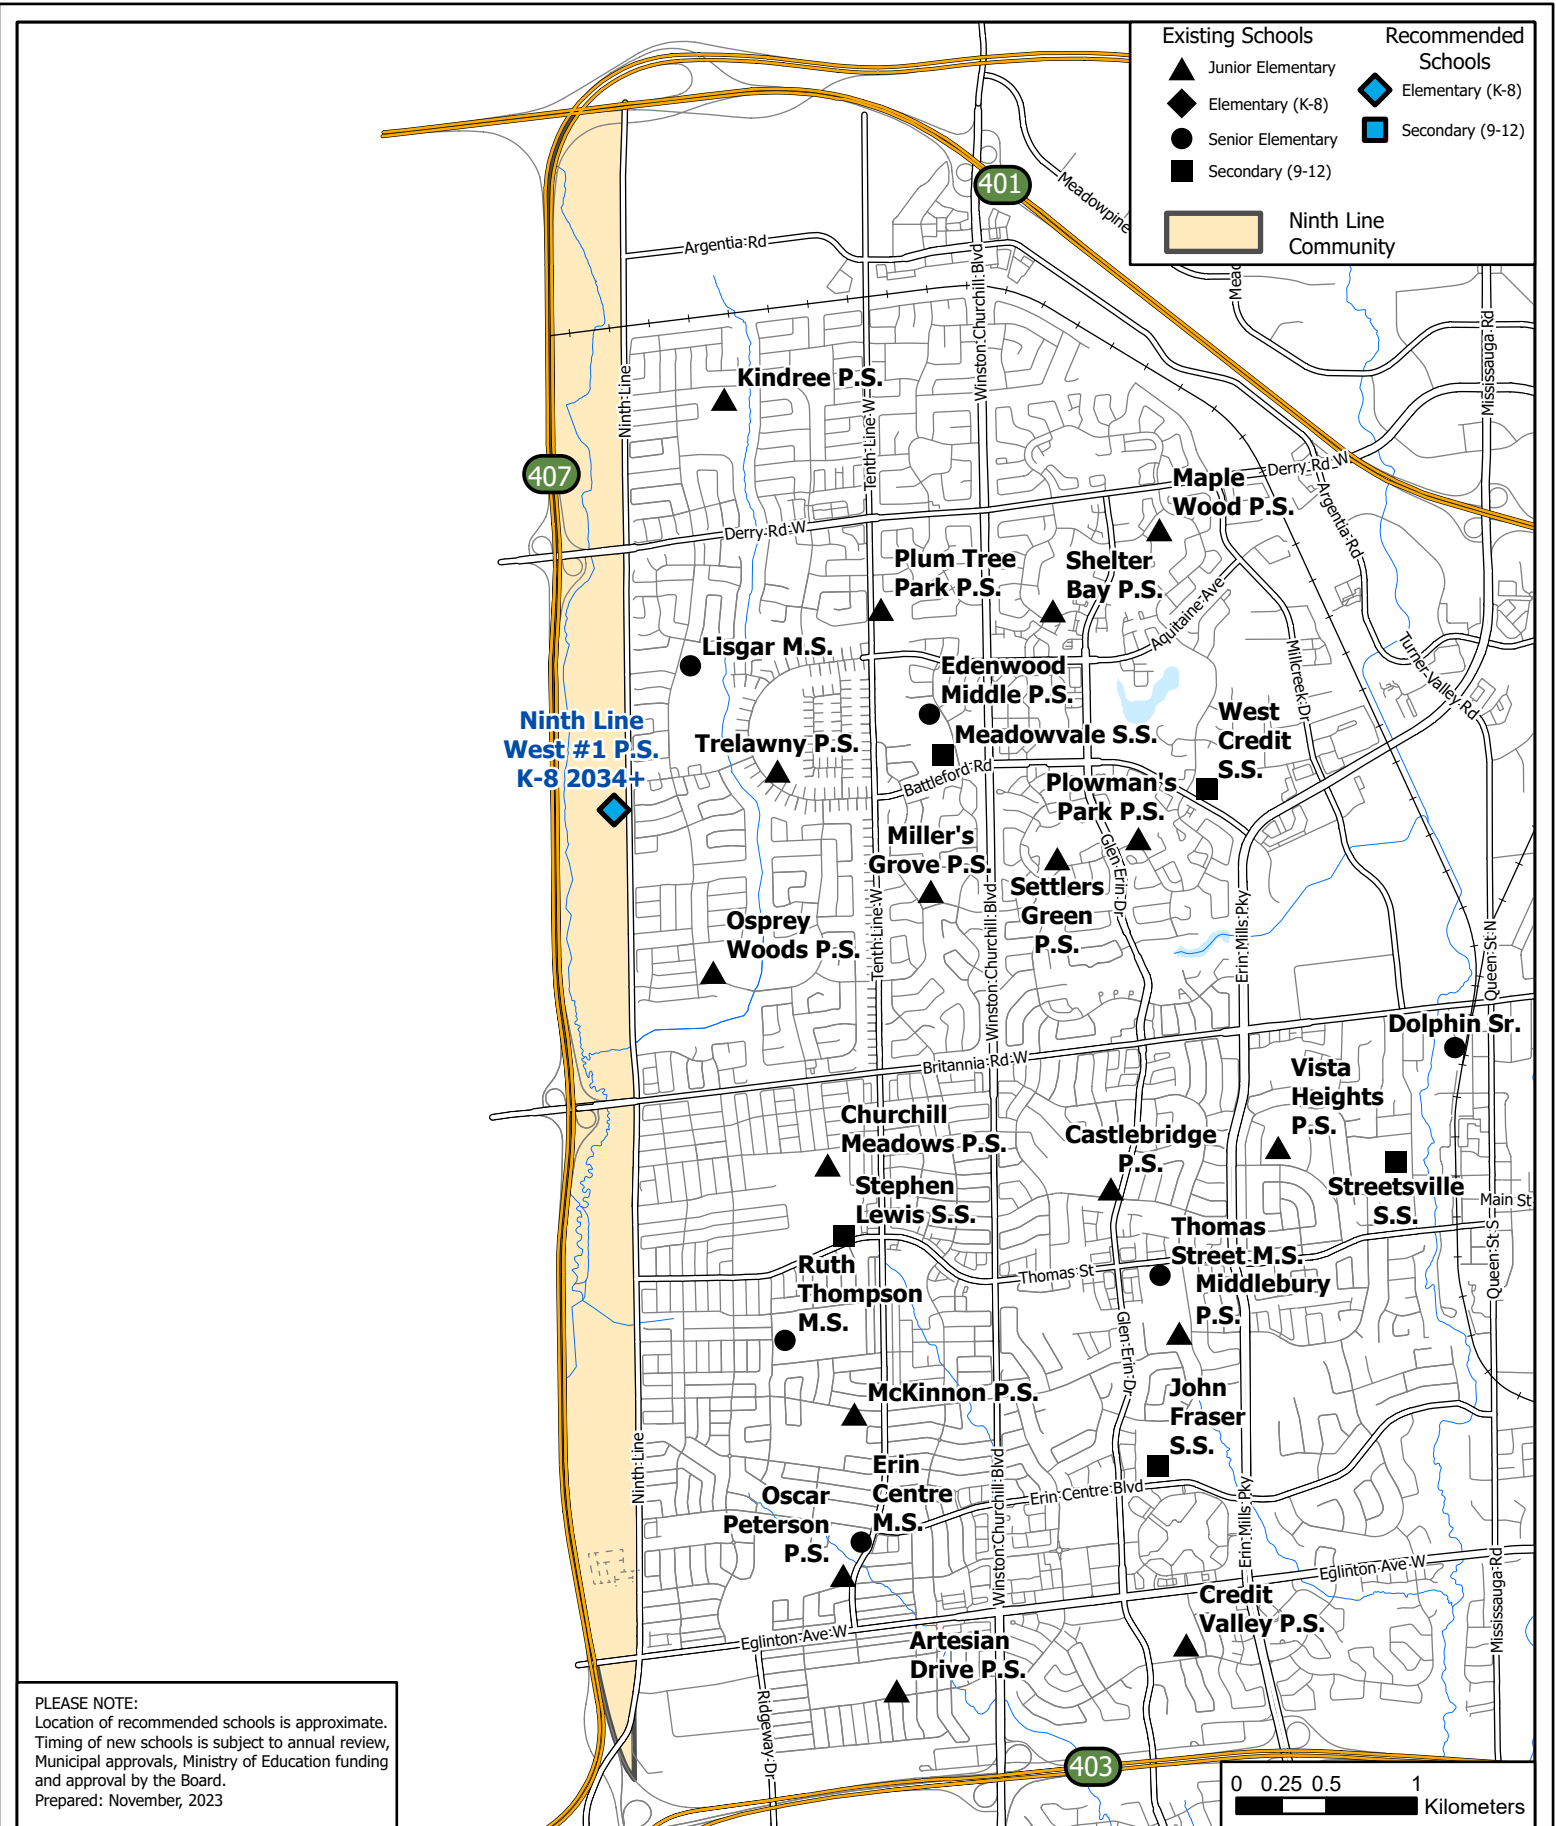 Existing Schools
Junior Elementary
Elementary (K-8)
Senior Elementary
Secondary (9-12)
Recommended
Schools
Elementary (K-8)
Secondary (9-12)
Ninth Line
Community
401
Meadowpine
Argentia Rd
Winston Churchill Blvd
Mississauga Rd
Kindree P.S.
Ninth Line
Tenth Line W
407
Derry Rd W
Maple
Wood P.S.
Argentia Rd
Derry Rd W
Plum Tree
Park P.S.
Shelter
Bay P.S.
Aquitaine Ave
Lisgar M.S.
Edenwood
Middle P.S.
Millcreek Dr
Turner Valley Rd
Ninth Line
West #1 P.S.
K-8 2034+
Trelawny P.S.
Meadowvale S.S.
West
Credit
S.S.
Battleford Rd
Plowman's
Park P.S.
Miller's
Grove P.S.
Glen Erin Dr
Settlers
Green
P.S.
Osprey
Woods P.S.
Tenth Line W
Winston Churchill Blvd
Erin Mills Pky
Queen St N
Dolphin Sr.
Britannia Rd W
Vista
Heights
P.S.
Churchill
Meadows P.S.
Castlebridge
P.S.
Stephen
Lewis S.S.
Streetsville
S.S.
Main St
Thomas
Street M.S.
Queen St S
Ruth
Thompson
M.S.
Thomas St
Middlebury
P.S.
Glen Erin Dr
McKinnon P.S.
John
Fraser
S.S.
Ninth Line
Erin
Centre
M.S.
Winston Churchill Blvd
Erin Centre Blvd
Erin Mills Pky
Oscar
Peterson
P.S.
Eglinton Ave W
Mississauga Rd
Credit
Valley P.S.
Eglinton Ave W
Artesian
Drive P.S.
Ridgeway Dr
403
PLEASE NOTE:
Location of recommended schools is approximate.
Timing of new schools is subject to annual review,
Municipal approvals, Ministry of Education funding
and approval by the Board.
Prepared: November, 2023
0 0.25 0.5 1
Kilometers